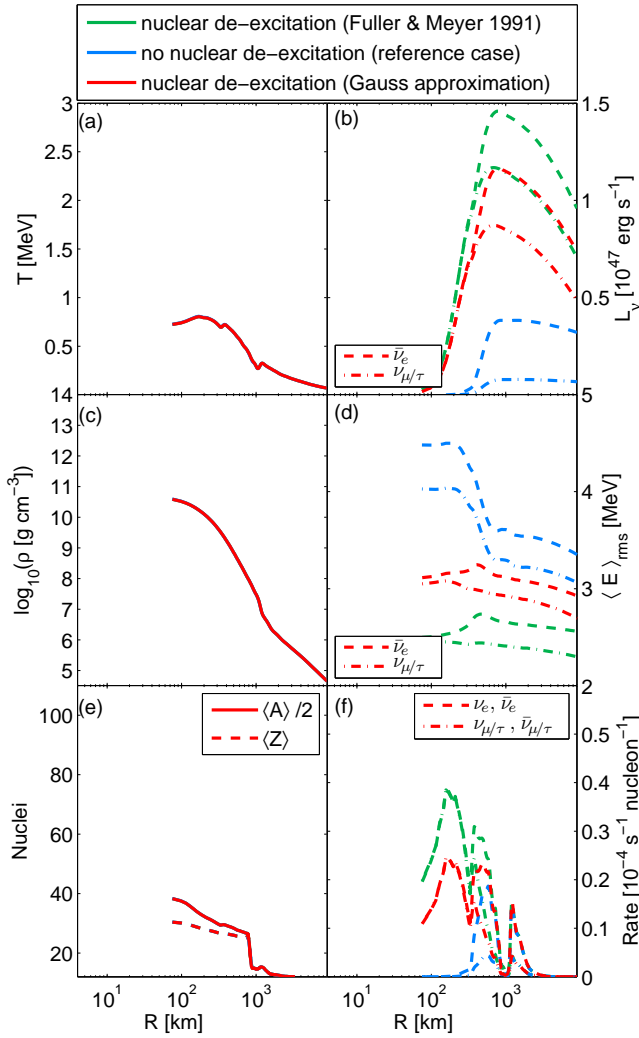 nuclear de−excitation (Fuller & Meyer 1991)
no nuclear de−excitation (reference case)
nuclear de−excitation (Gauss approximation)
(a)
3
2.5
2
1.5
1
0.5
T [MeV]
(b)
1.5
1
0.5
L_ν [10^47 erg s^−1]
ν̄_e
ν_μ/τ
(c)
14
13
12
11
10
9
8
7
6
5
log_10(ρ [g cm^−3])
(d)
5
4
3
2
⟨ E ⟩_rms [MeV]
ν̄_e
ν_μ/τ
(e)
100
80
60
40
20
Nuclei
⟨A⟩ /2
⟨Z⟩
10^1 10^2 10^3
R [km]
(f)
ν_e, ν̄_e
ν_μ/τ , ν̄_μ/τ
0.5
0.4
0.3
0.2
0.1
0
Rate [10^−4 s^−1 nucleon^−1]
10^1 10^2 10^3
R [km]